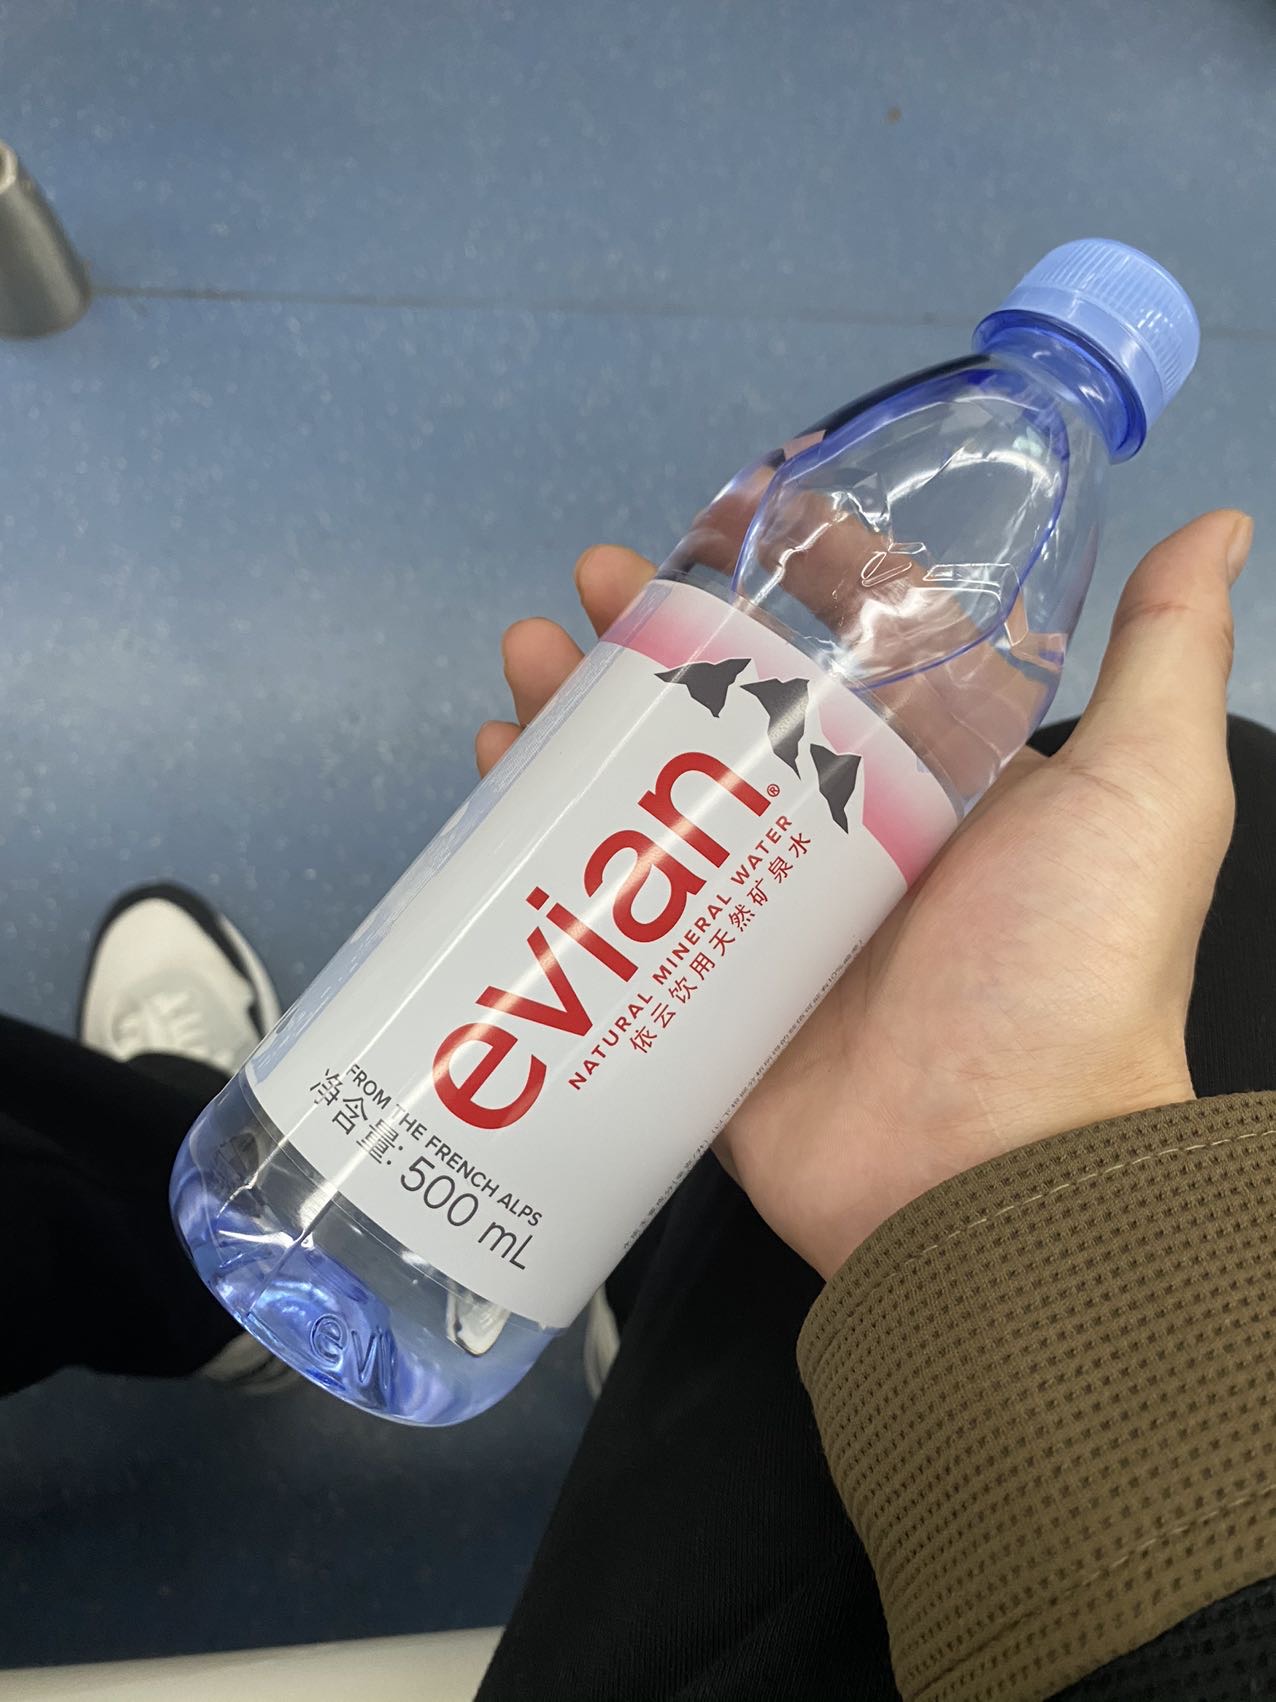 evian®
NATURAL MINERAL WATER
依云饮用天然矿泉水
FROM THE FRENCH ALPS
净含量: 500 mL
ev